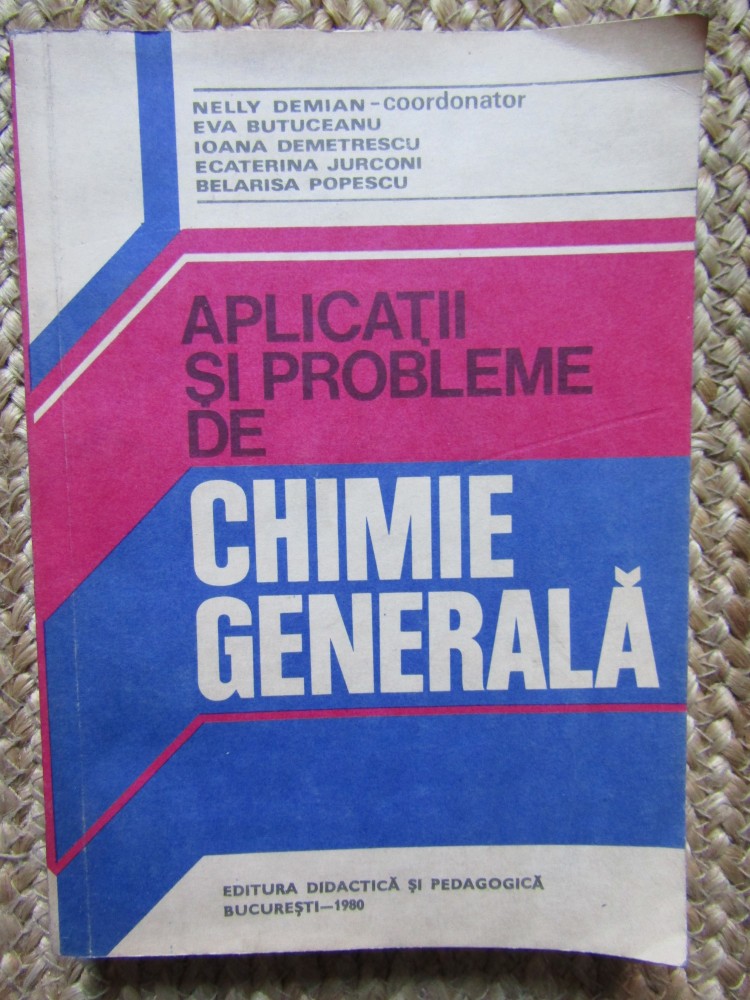 NELLY DEMIAN - coordonator
EVA BUTUCEANU
IOANA DEMETRESCU
ECATERINA JURCONI
BELARISA POPESCU
APLICAȚII
ȘI PROBLEME
DE
CHIMIE
GENERALĂ
EDITURA DIDACTICĂ ȘI PEDAGOGICĂ
BUCUREȘTI—1980